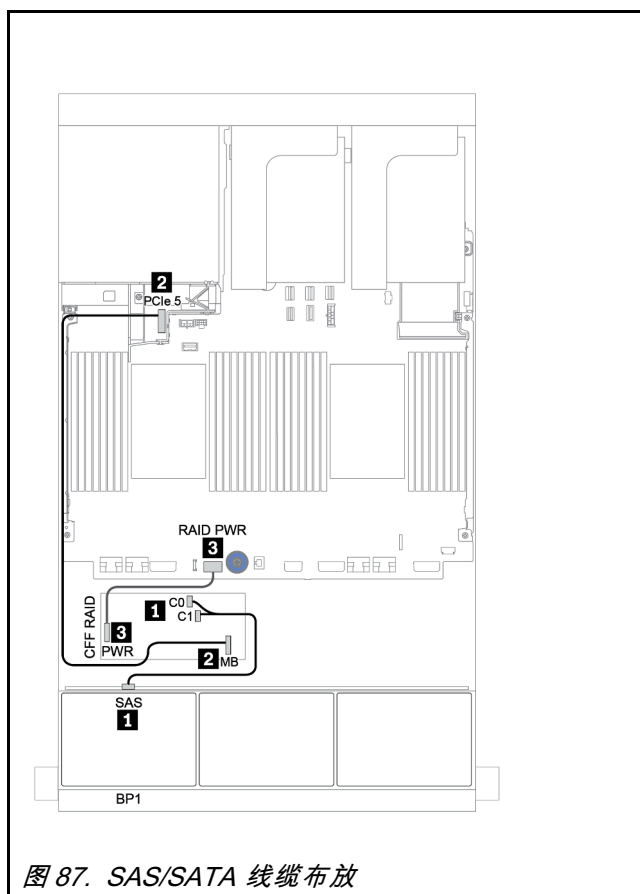 2
PCIe 5
RAID PWR
3
CFF RAID
1
C0
C1
3
PWR
2
MB
SAS
1
BP1
图 87. SAS/SATA 线缆布放